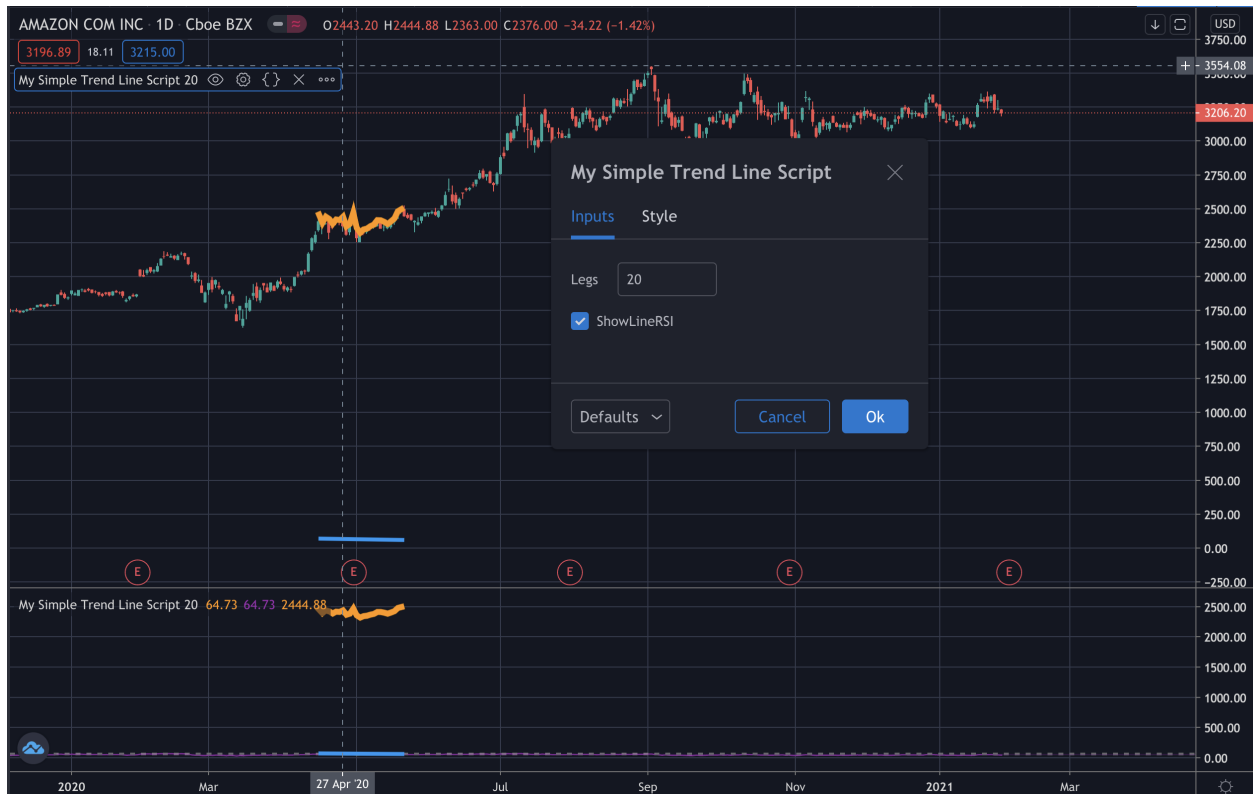 AMAZON COM INC · 1D · Cboe BZX O2443.20 H2444.88 L2363.00 C2376.00 −34.22 (−1.42%)
USD
3196.89 18.11 3215.00
My Simple Trend Line Script 20
3750.00
3554.08
3206.20
3000.00
2750.00
2500.00
2250.00
2000.00
1750.00
1500.00
1250.00
1000.00
750.00
500.00
250.00
0.00
−250.00
My Simple Trend Line Script
Inputs Style
Legs 20
ShowLineRSI
Defaults Cancel Ok
E E E E E
My Simple Trend Line Script 20 64.73 64.73 2444.88
2500.00
2000.00
1500.00
1000.00
500.00
0.00
2020 Mar 27 Apr '20 Jul Sep Nov 2021 Mar